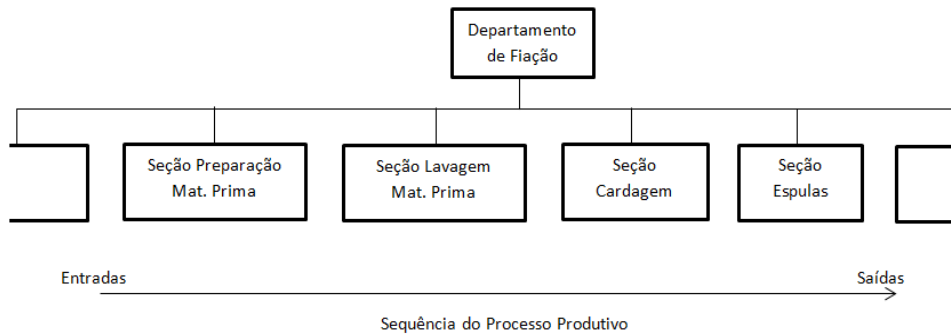 Departamento
de Fiação
Seção Preparação
Mat. Prima
Seção Lavagem
Mat. Prima
Seção
Cardagem
Seção
Espulas
Entradas
Saídas
Sequência do Processo Produtivo